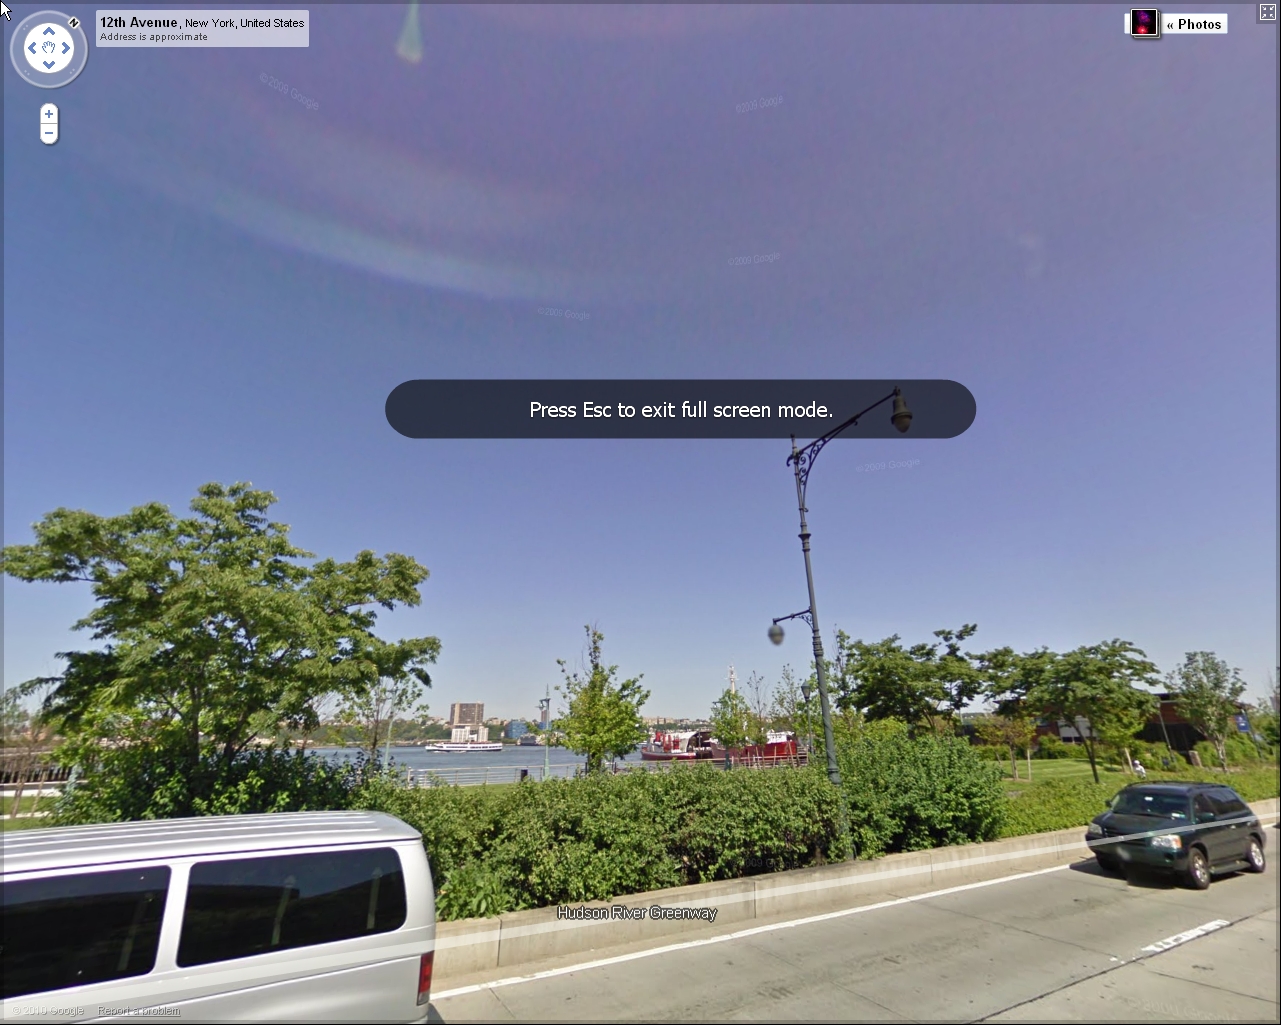 N
12th Avenue, New York, United States
Address is approximate
« Photos
©2009 Google
©2009 Google
©2009 Google
©2009 Google
Press Esc to exit full screen mode.
©2009 Google
Hudson River Greenway
© 2010 Google Report a problem